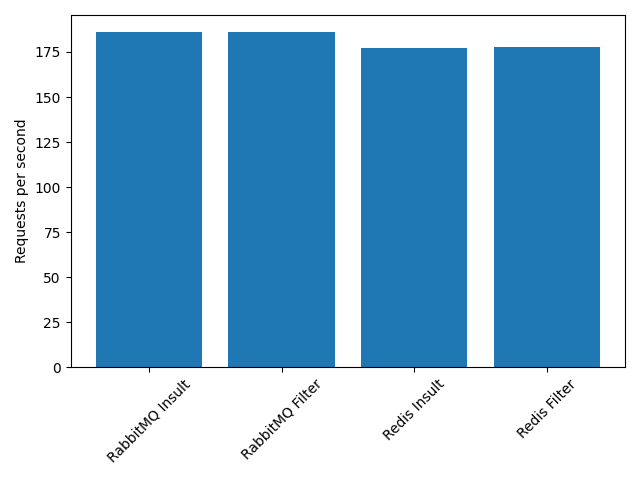 Requests per second
175
150
125
100
75
50
25
0
RabbitMQ Insult
RabbitMQ Filter
Redis Insult
Redis Filter